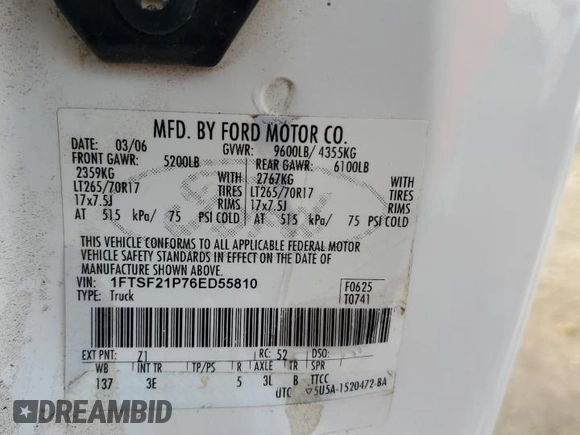 MFD. BY FORD MOTOR CO.
DATE: 03/06 GVWR: 9600LB/ 4355KG
FRONT GAWR: 5200LB REAR GAWR: 6100LB
2359KG WITH 2767KG WITH
LT265/70R17 TIRES LT265/70R17 TIRES
17x7.5J RIMS 17x7.5J RIMS
AT 515 kPa/ 75 PSI COLD AT 515 kPa/ 75 PSI COLD
THIS VEHICLE CONFORMS TO ALL APPLICABLE FEDERAL MOTOR
VEHICLE SAFETY STANDARDS IN EFFECT ON THE DATE OF
MANUFACTURE SHOWN ABOVE.
VIN: 1FTSF21P76ED55810 F0625
TYPE: Truck T0741
EXT PNT: Z1 RC: 52 DSO:
WB INT TR TP/PS R AXLE TR SPR
137 3E 5 3L B TTCC
UTC 5U5A-1520472-BA
DREAMBID